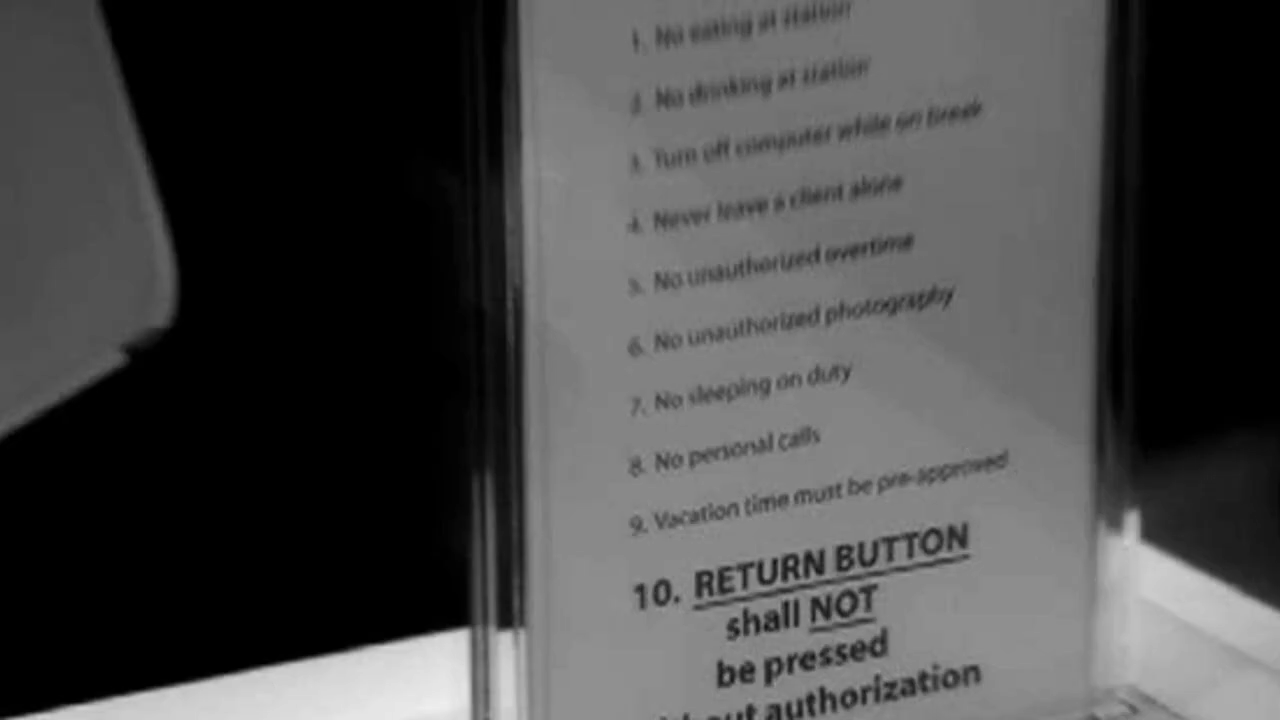 1. No eating at station
2. No drinking at station
3. Turn off computer while on break
4. Never leave a client alone
5. No unauthorized overtime
6. No unauthorized photography
7. No sleeping on duty
8. No personal calls
9. Vacation time must be pre-approved
10. RETURN BUTTON
shall NOT
be pressed
authorization